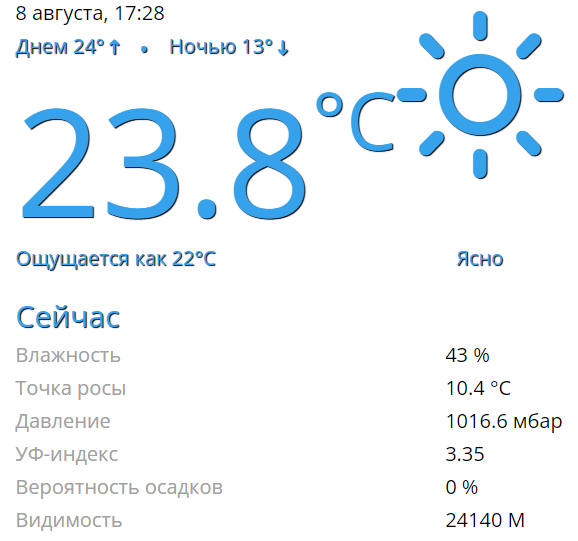 8 августа, 17:28
Днем 24°↑ • Ночью 13°↓
23.8°C
Ощущается как 22°C Ясно
Сейчас
Влажность 43 %
Точка росы 10.4 °C
Давление 1016.6 мбар
УФ-индекс 3.35
Вероятность осадков 0 %
Видимость 24140 М